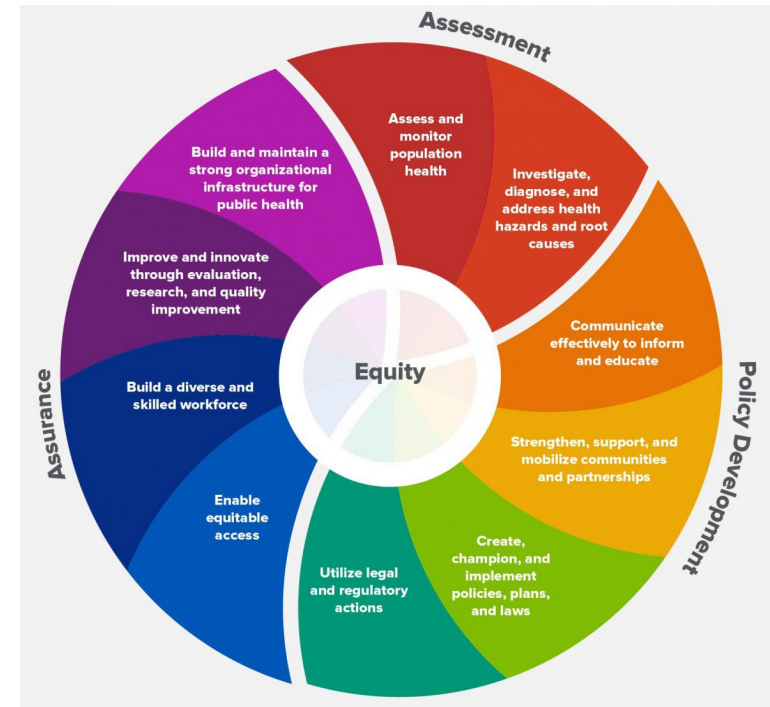 Assessment
Assess and
monitor
population
health
Investigate,
diagnose, and
address health
hazards and root
causes
Policy Development
Communicate
effectively to inform
and educate
Strengthen, support, and
mobilize communities
and partnerships
Create,
champion, and
implement
policies, plans,
and laws
Utilize legal
and regulatory
actions
Assurance
Enable
equitable
access
Build a diverse and
skilled workforce
Improve and innovate
through evaluation,
research, and quality
improvement
Build and maintain a
strong organizational
infrastructure for
public health
Equity